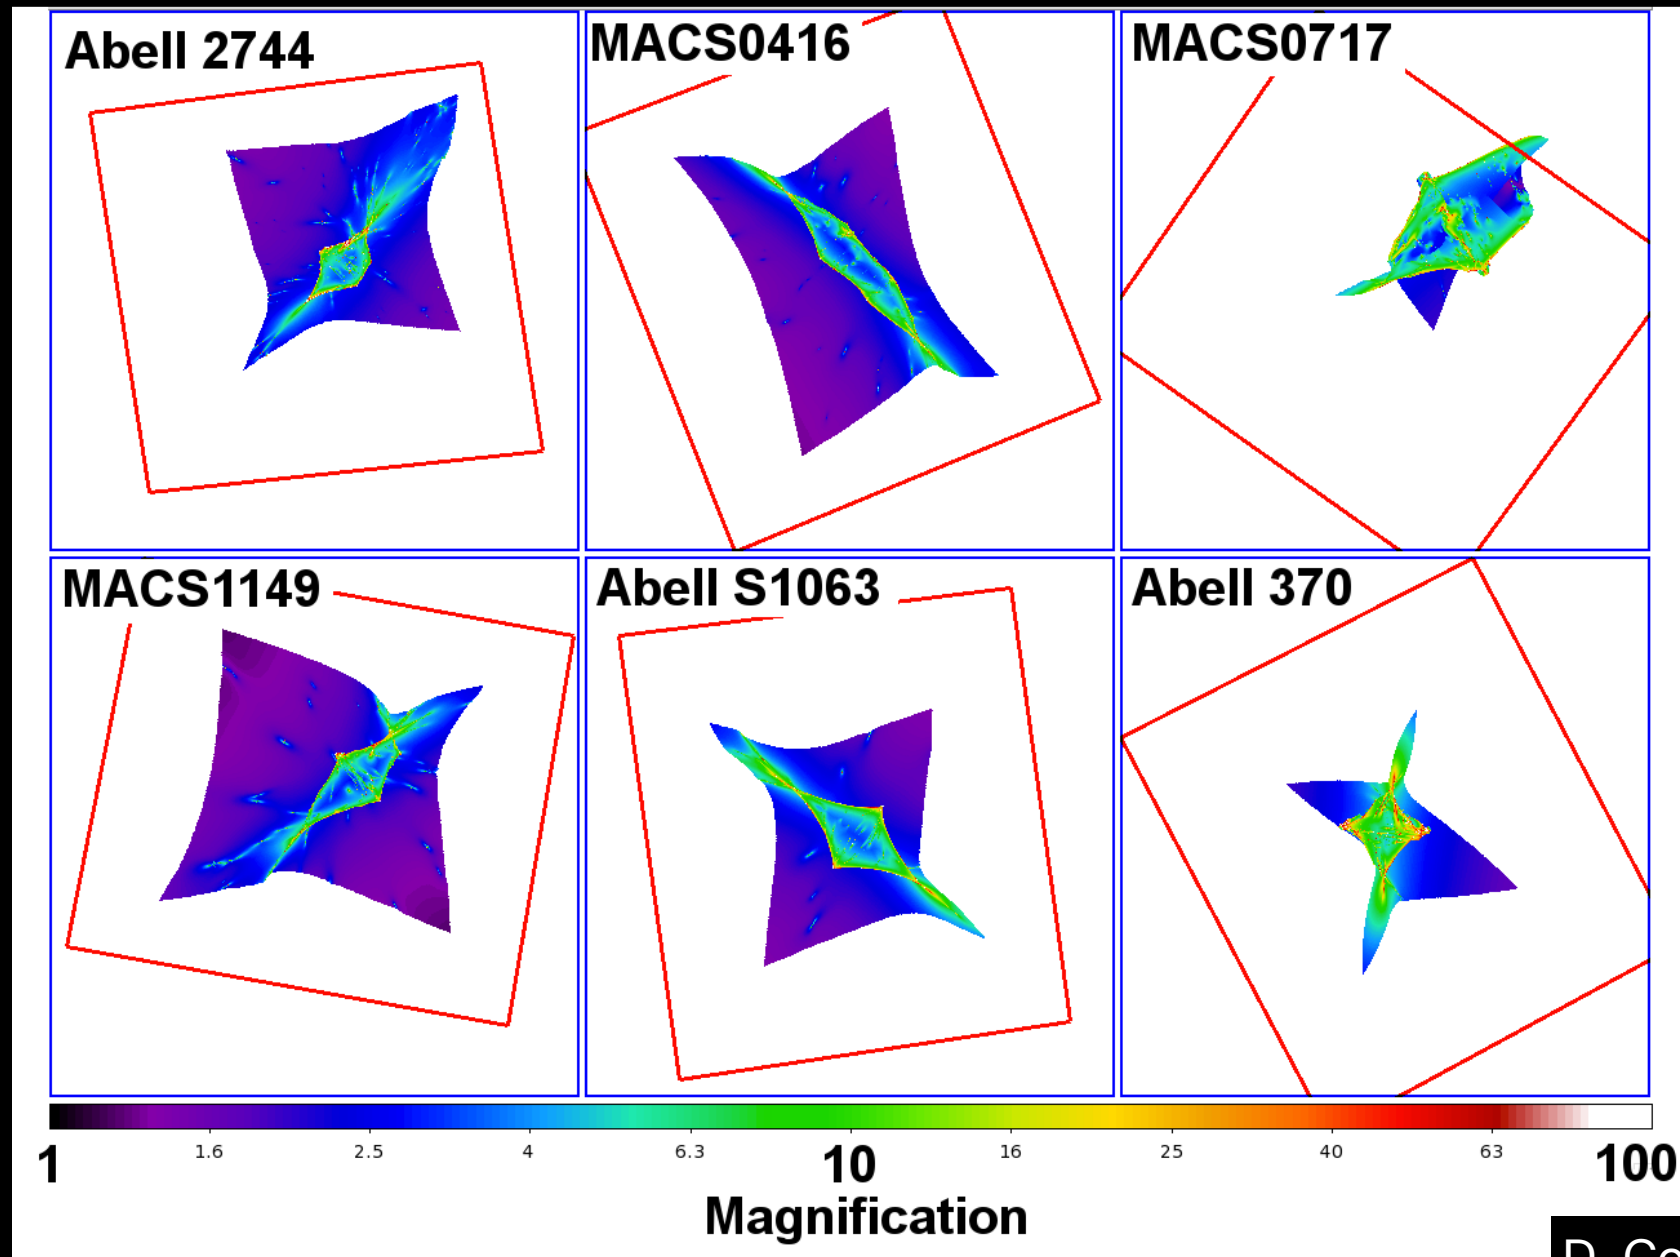 Abell 2744
MACS0416
MACS0717
MACS1149
Abell S1063
Abell 370
1 1.6 2.5 4 6.3 10 16 25 40 63 100
Magnification